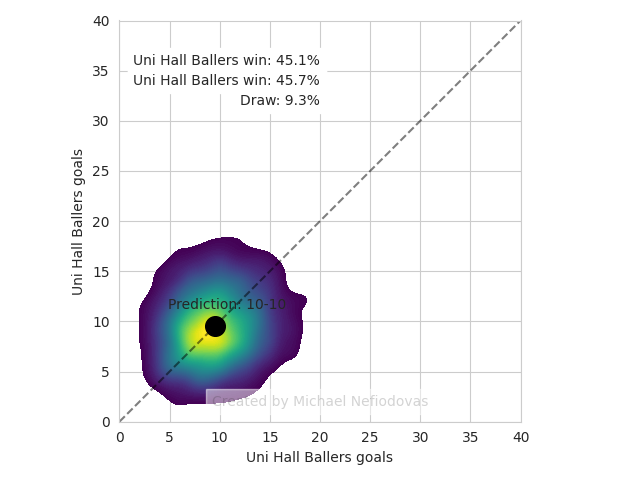 40
35
30
25
20
15
10
5
0
Uni Hall Ballers goals
Uni Hall Ballers win: 45.1%
Uni Hall Ballers win: 45.7%
Draw: 9.3%
Prediction: 10-10
Created by Michael Nefiodovas
0 5 10 15 20 25 30 35 40
Uni Hall Ballers goals